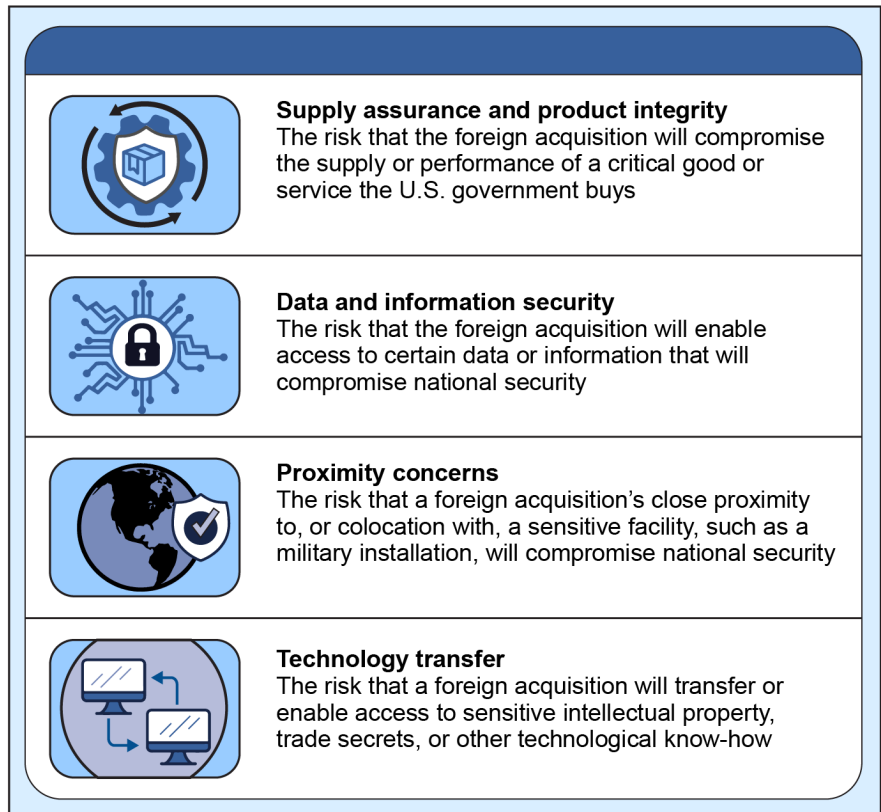 Supply assurance and product integrity
The risk that the foreign acquisition will compromise
the supply or performance of a critical good or
service the U.S. government buys
Data and information security
The risk that the foreign acquisition will enable
access to certain data or information that will
compromise national security
Proximity concerns
The risk that a foreign acquisition’s close proximity
to, or colocation with, a sensitive facility, such as a
military installation, will compromise national security
Technology transfer
The risk that a foreign acquisition will transfer or
enable access to sensitive intellectual property,
trade secrets, or other technological know-how